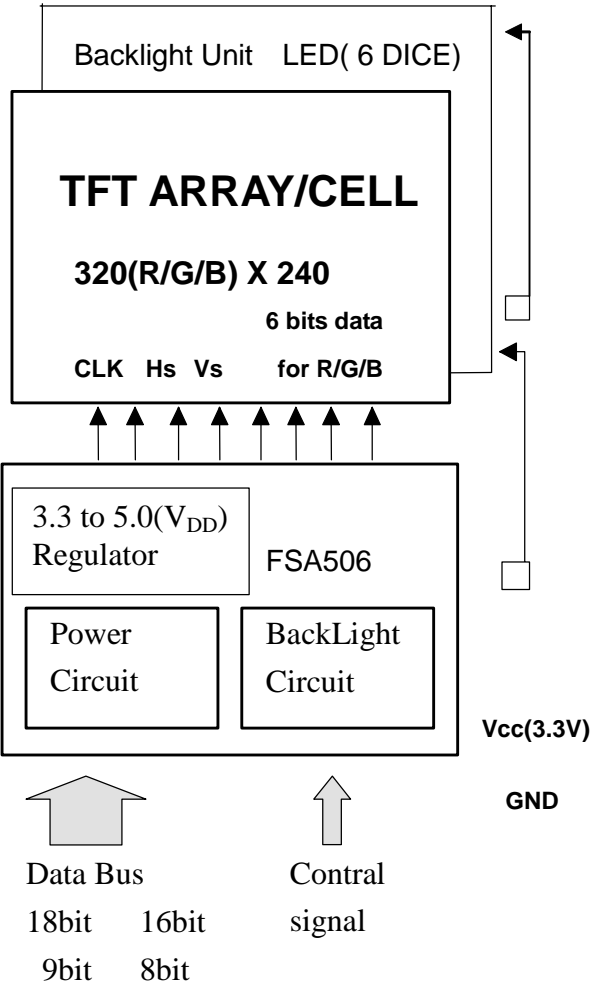 Backlight Unit LED( 6 DICE)
TFT ARRAY/CELL
320(R/G/B) X 240
6 bits data
CLK Hs Vs for R/G/B
3.3 to 5.0(V_DD)
Regulator
FSA506
Power
Circuit
BackLight
Circuit
Vcc(3.3V)
GND
Data Bus
18bit 16bit
9bit 8bit
Contral
signal